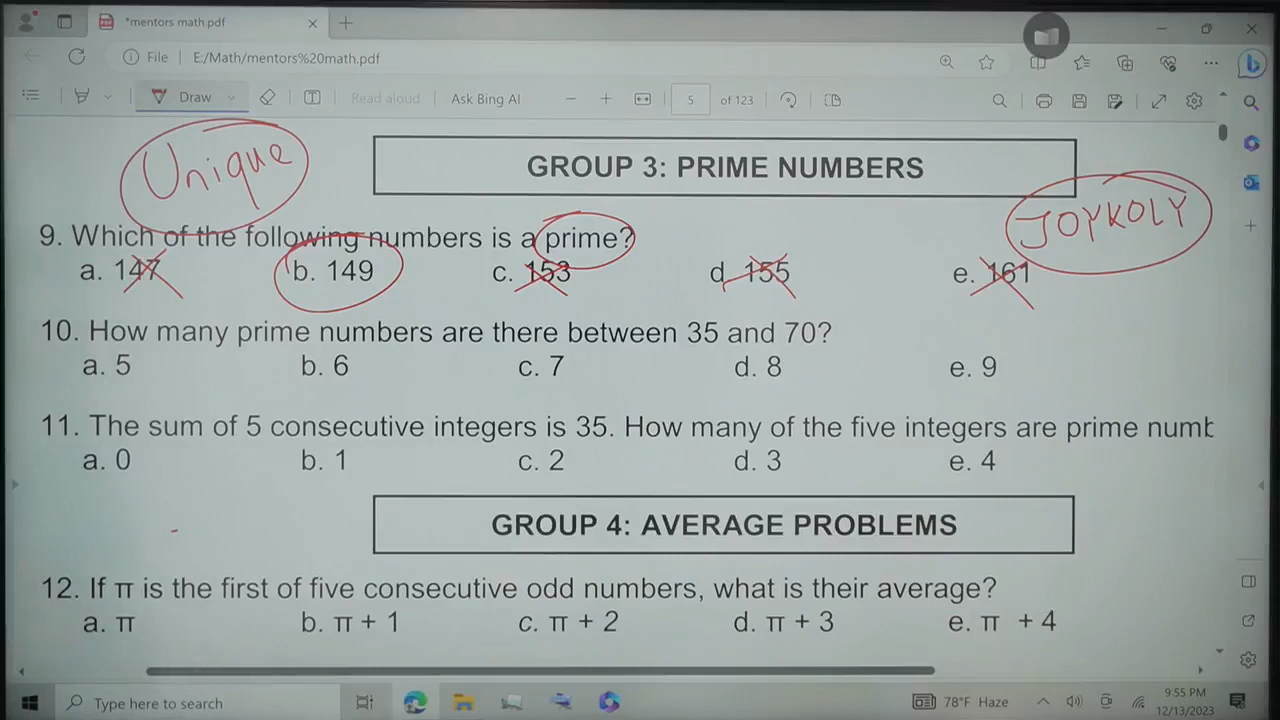 *mentors math.pdf
File E:/Math/mentors%20math.pdf
Draw Read aloud Ask Bing AI 5 of 123
GROUP 3: PRIME NUMBERS
Unique
JOYKOLY
9. Which of the following numbers is a prime?
a. 147 b. 149 c. 153 d. 155 e. 161
10. How many prime numbers are there between 35 and 70?
a. 5 b. 6 c. 7 d. 8 e. 9
11. The sum of 5 consecutive integers is 35. How many of the five integers are prime numb
a. 0 b. 1 c. 2 d. 3 e. 4
GROUP 4: AVERAGE PROBLEMS
12. If π is the first of five consecutive odd numbers, what is their average?
a. π b. π + 1 c. π + 2 d. π + 3 e. π + 4
Type here to search 78°F Haze 9:55 PM
12/13/2023